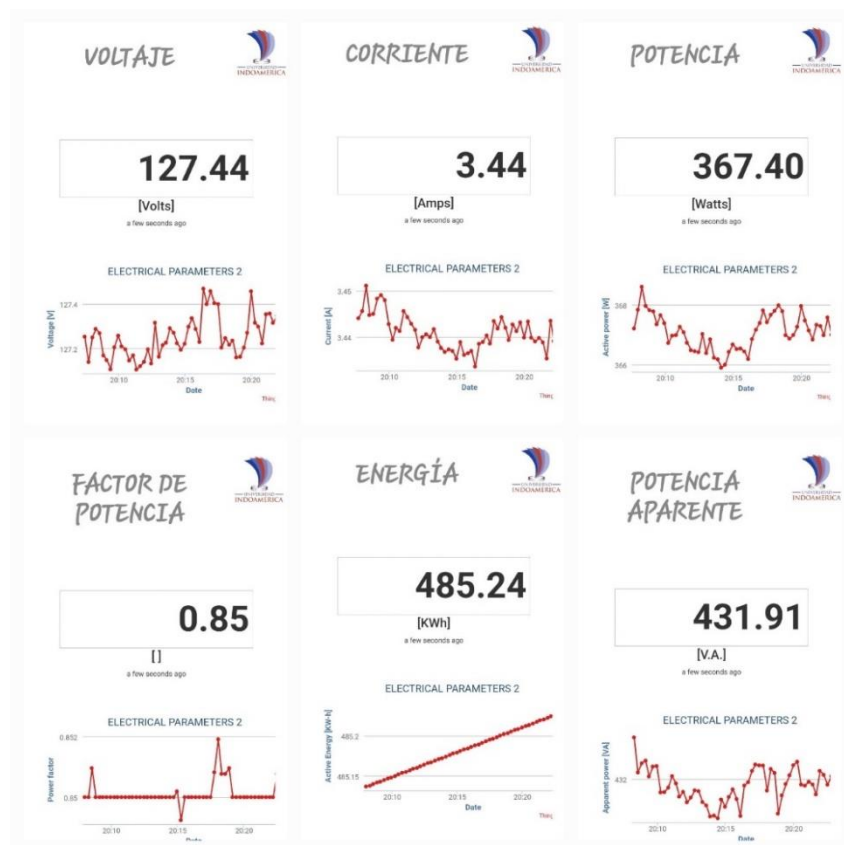 VOLTAJE
UNIVERSIDAD
INDOAMÉRICA
127.44
[Volts]
a few seconds ago
ELECTRICAL PARAMETERS 2
Voltage [V]
127.4
127.2
20:10 20:15 20:20
Date
CORRIENTE
UNIVERSIDAD
INDOAMÉRICA
3.44
[Amps]
a few seconds ago
ELECTRICAL PARAMETERS 2
Current [A]
3.45
3.44
20:10 20:15 20:20
Date
POTENCIA
UNIVERSIDAD
INDOAMÉRICA
367.40
[Watts]
a few seconds ago
ELECTRICAL PARAMETERS 2
Active power [W]
368
366
20:10 20:15 20:20
Date
FACTOR DE
POTENCIA
UNIVERSIDAD
INDOAMÉRICA
0.85
[ ]
a few seconds ago
ELECTRICAL PARAMETERS 2
Power factor
0.852
0.85
20:10 20:15 20:20
Date
ENERGÍA
UNIVERSIDAD
INDOAMÉRICA
485.24
[KWh]
a few seconds ago
ELECTRICAL PARAMETERS 2
Active Energy [KW-h]
485.2
485.15
20:10 20:15 20:20
Date
POTENCIA
APARENTE
UNIVERSIDAD
INDOAMÉRICA
431.91
[V.A.]
a few seconds ago
ELECTRICAL PARAMETERS 2
Apparent power [VA]
432
20:10 20:15 20:20
Date